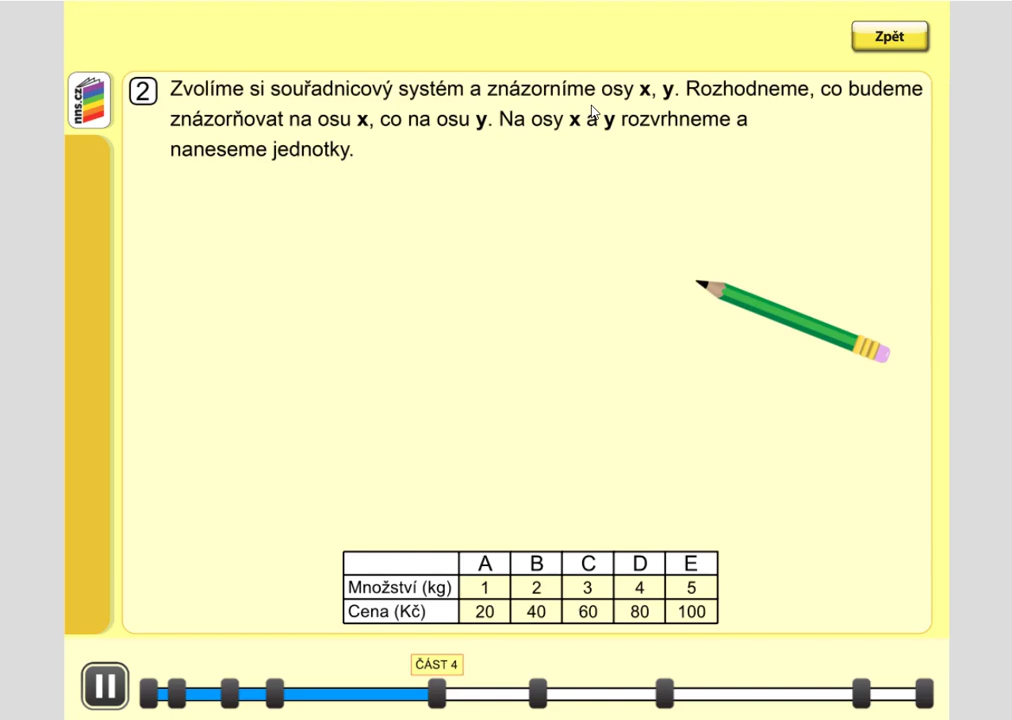 Zpět
nns.cz
2 Zvolíme si souřadnicový systém a znázorníme osy x, y. Rozhodneme, co budeme
znázorňovat na osu x, co na osu y. Na osy x a y rozvrhneme a
naneseme jednotky.
A B C D E
Množství (kg) 1 2 3 4 5
Cena (Kč) 20 40 60 80 100
ČÁST 4